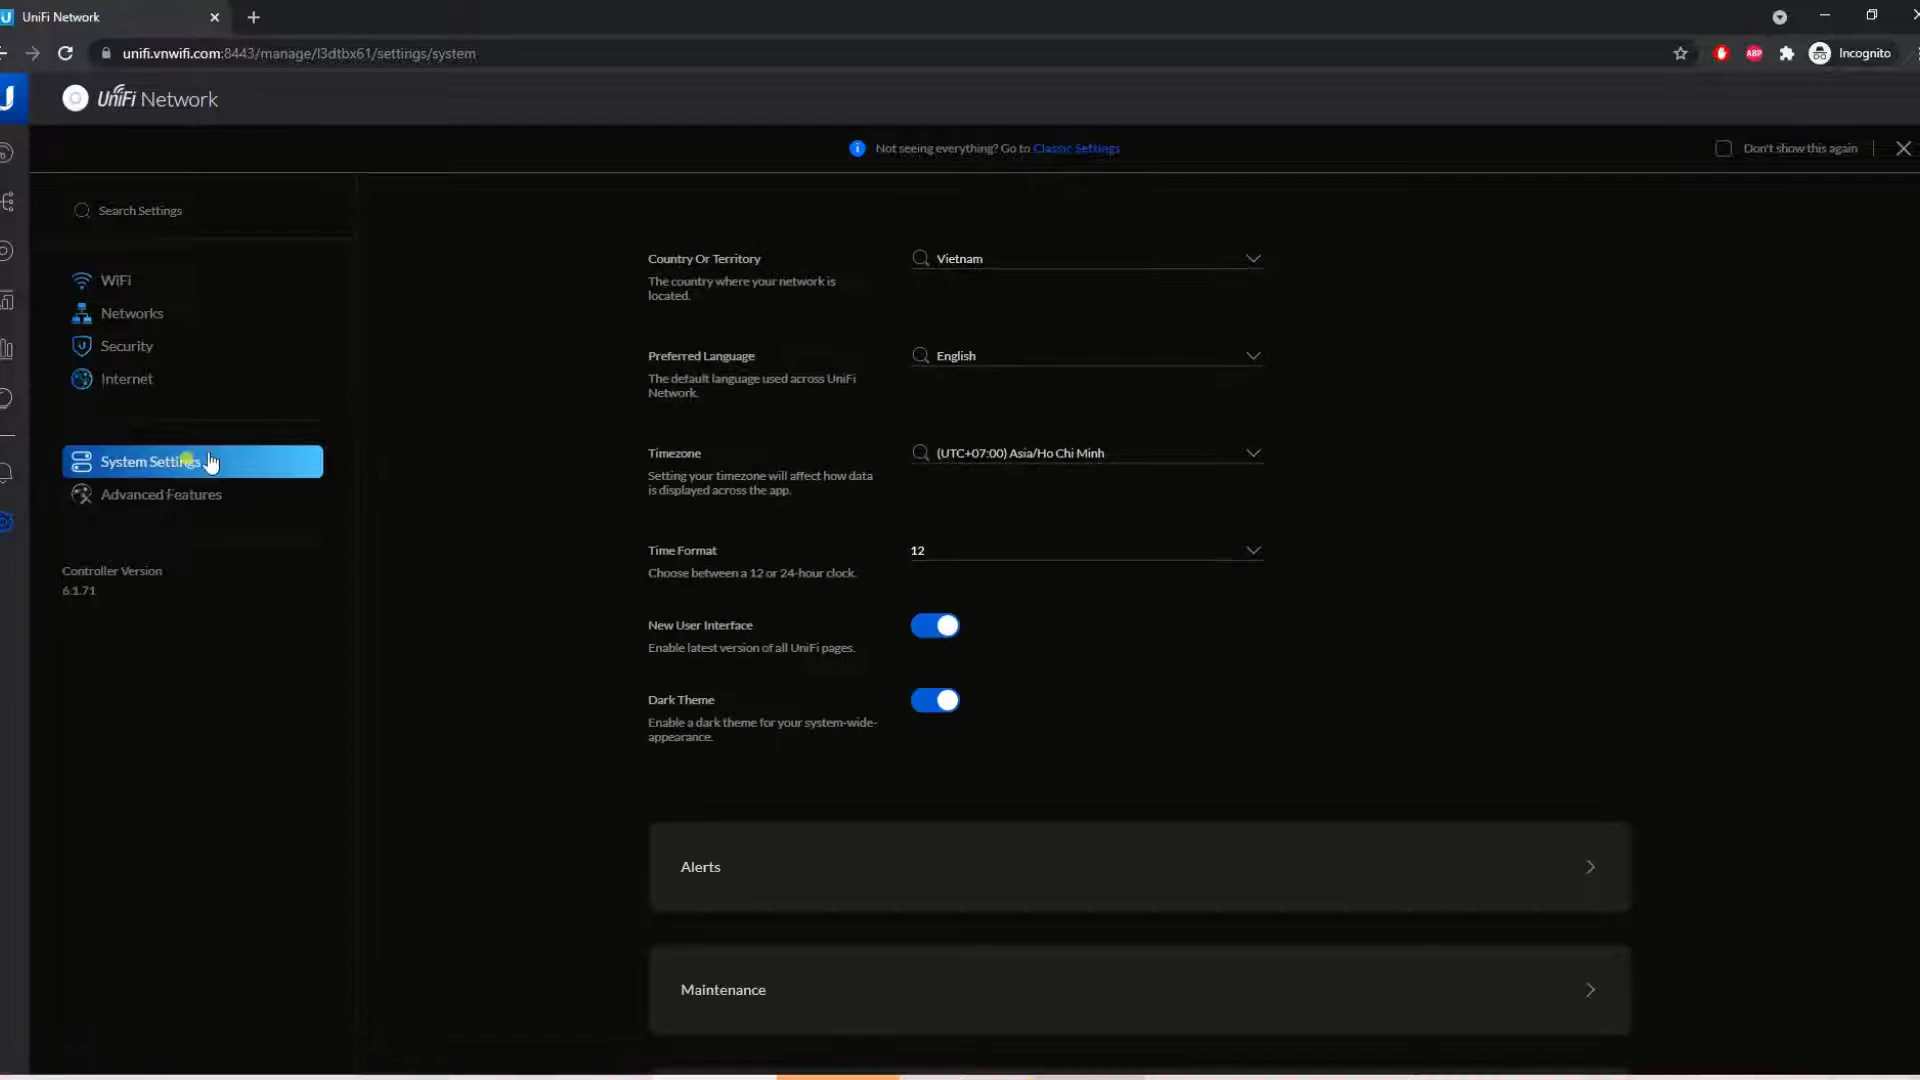 UniFi Network
unifi.vnwifi.com:8443/manage/l3dtbx61/settings/system
ABP
Incognito
UniFi Network
Not seeing everything? Go to Classic Settings
Don't show this again
Search Settings
WiFi
Networks
Security
Internet
System Settings
Advanced Features
Controller Version
6.1.71
Country Or Territory
Vietnam
The country where your network is
located.
Preferred Language
English
The default language used across UniFi
Network.
Timezone
(UTC+07:00) Asia/Ho Chi Minh
Setting your timezone will affect how data
is displayed across the app.
Time Format
12
Choose between a 12 or 24-hour clock.
New User Interface
Enable latest version of all UniFi pages.
Dark Theme
Enable a dark theme for your system-wide-
appearance.
Alerts
Maintenance